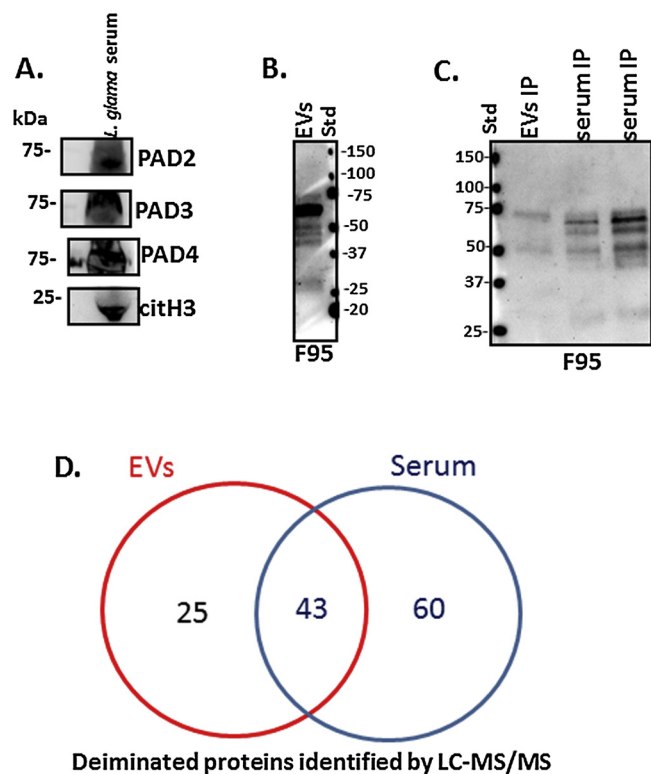 A.
L. glama serum
kDa
75-
PAD2
75-
PAD3
75-
PAD4
25-
citH3
B.
EVs
Std
-150
-100
-75
-50
-37
-25
-20
F95
C.
Std
EVs IP
serum IP
serum IP
150-
100-
75-
50-
37-
25-
F95
D.
EVs
Serum
25
43
60
Deiminated proteins identified by LC-MS/MS